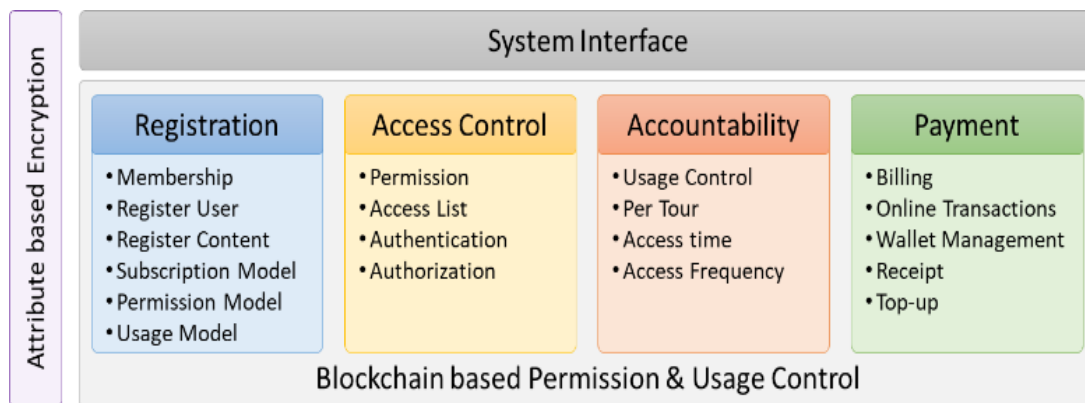 Attribute based Encryption
System Interface
Registration
• Membership
• Register User
• Register Content
• Subscription Model
• Permission Model
• Usage Model
Access Control
• Permission
• Access List
• Authentication
• Authorization
Accountability
• Usage Control
• Per Tour
• Access time
• Access Frequency
Payment
• Billing
• Online Transactions
• Wallet Management
• Receipt
• Top-up
Blockchain based Permission & Usage Control